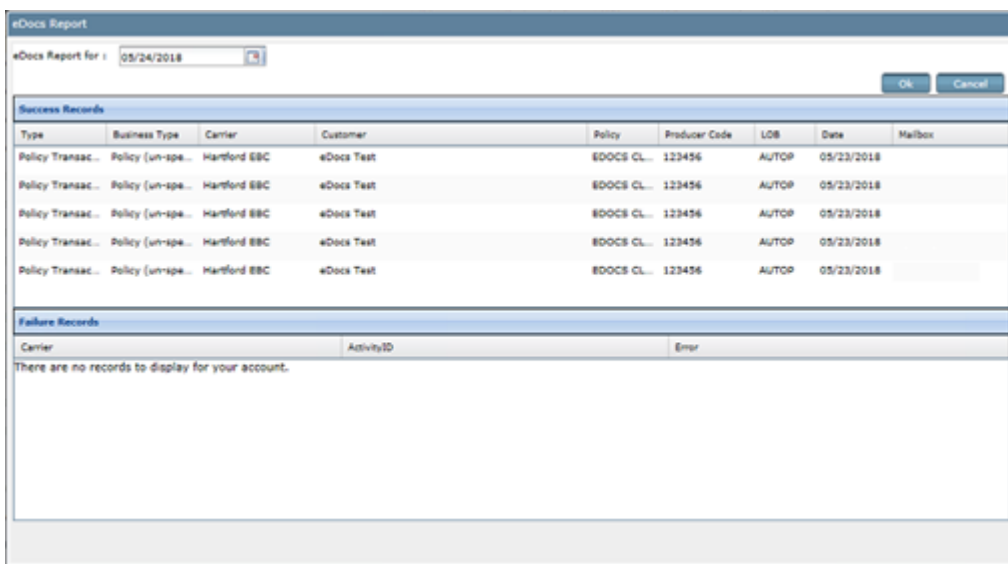 eDocs Report
eDocs Report for : 05/24/2018
Ok Cancel
Success Records
Type Business Type Carrier Customer Policy Producer Code LOB Date Mailbox
Policy Transac... Policy (un-spe... Hartford EBC eDocs Test EDOCS CL... 123456 AUTOP 05/23/2018
Policy Transac... Policy (un-spe... Hartford EBC eDocs Test EDOCS CL... 123456 AUTOP 05/23/2018
Policy Transac... Policy (un-spe... Hartford EBC eDocs Test EDOCS CL... 123456 AUTOP 05/23/2018
Policy Transac... Policy (un-spe... Hartford EBC eDocs Test EDOCS CL... 123456 AUTOP 05/23/2018
Policy Transac... Policy (un-spe... Hartford EBC eDocs Test EDOCS CL... 123456 AUTOP 05/23/2018
Failure Records
Carrier ActivityID Error
There are no records to display for your account.